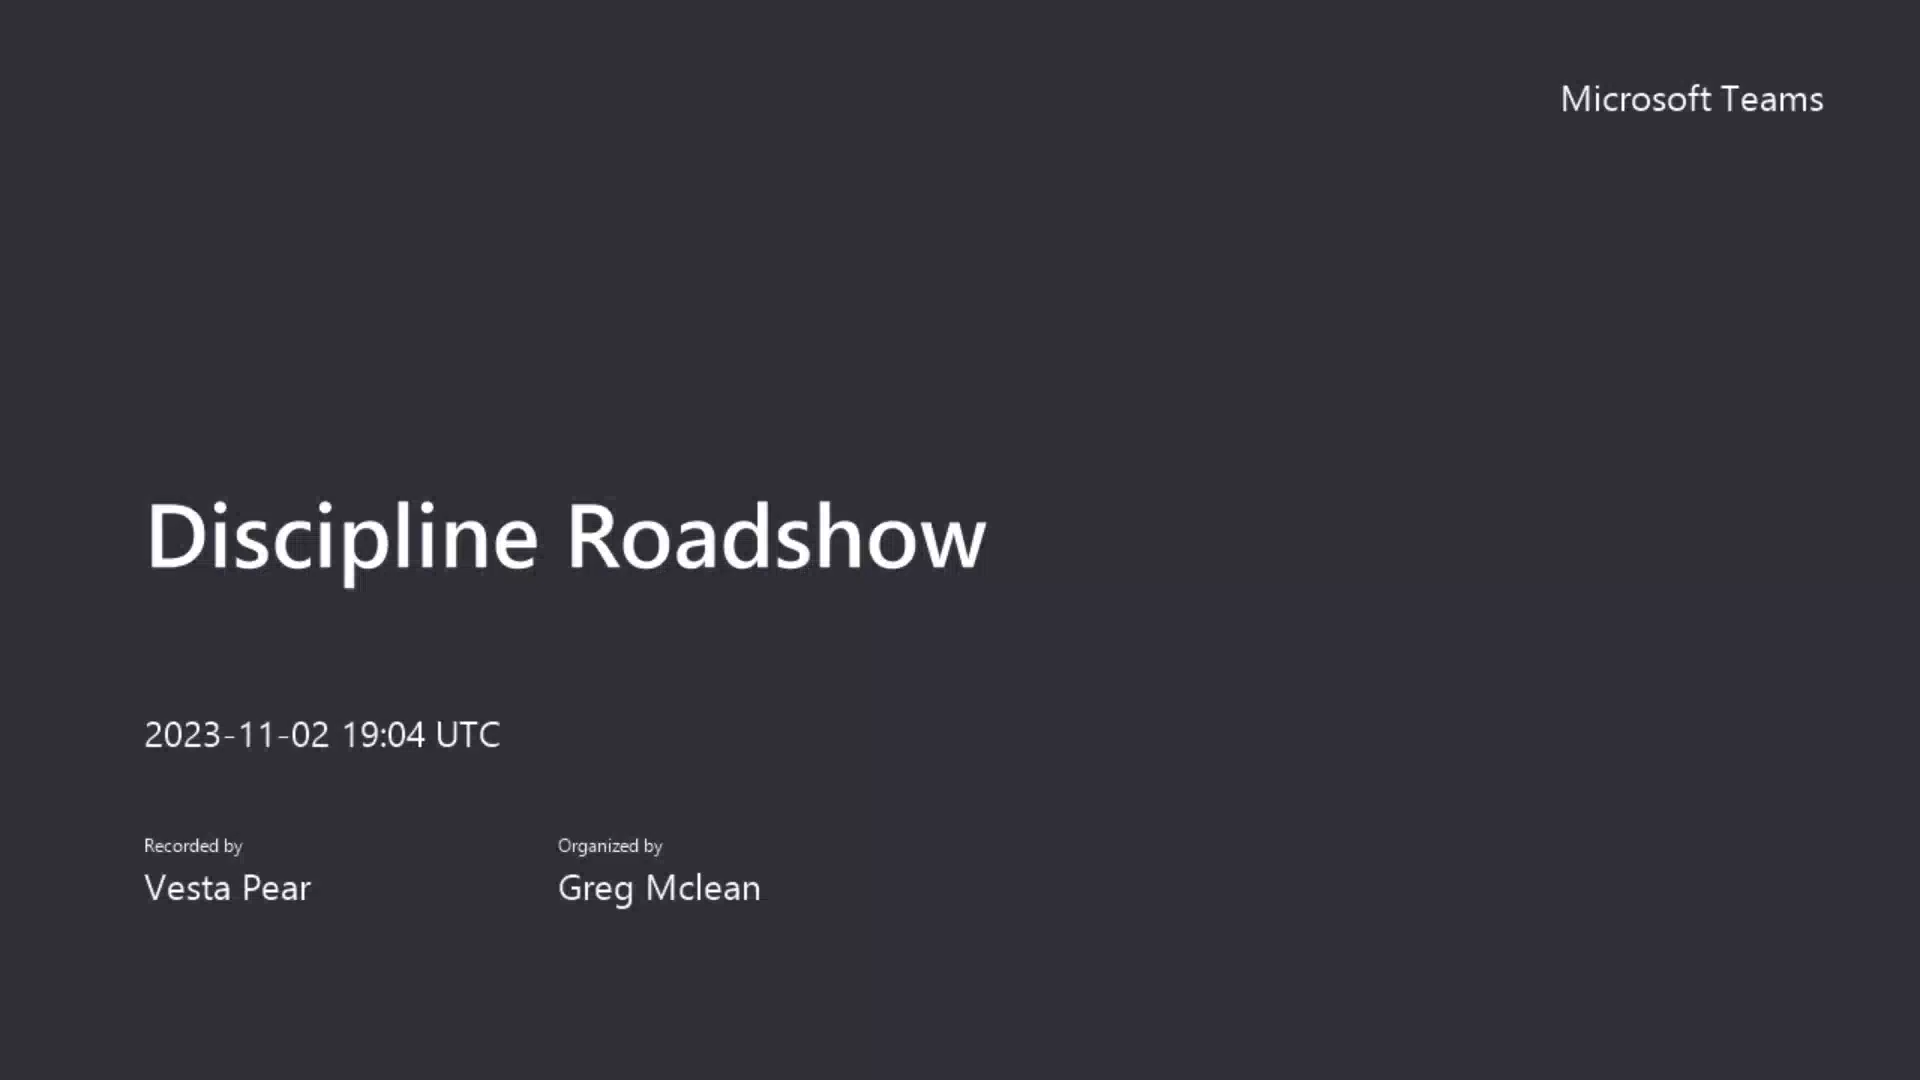 Microsoft Teams
Discipline Roadshow
2023-11-02 19:04 UTC
Recorded by
Vesta Pear
Organized by
Greg Mclean